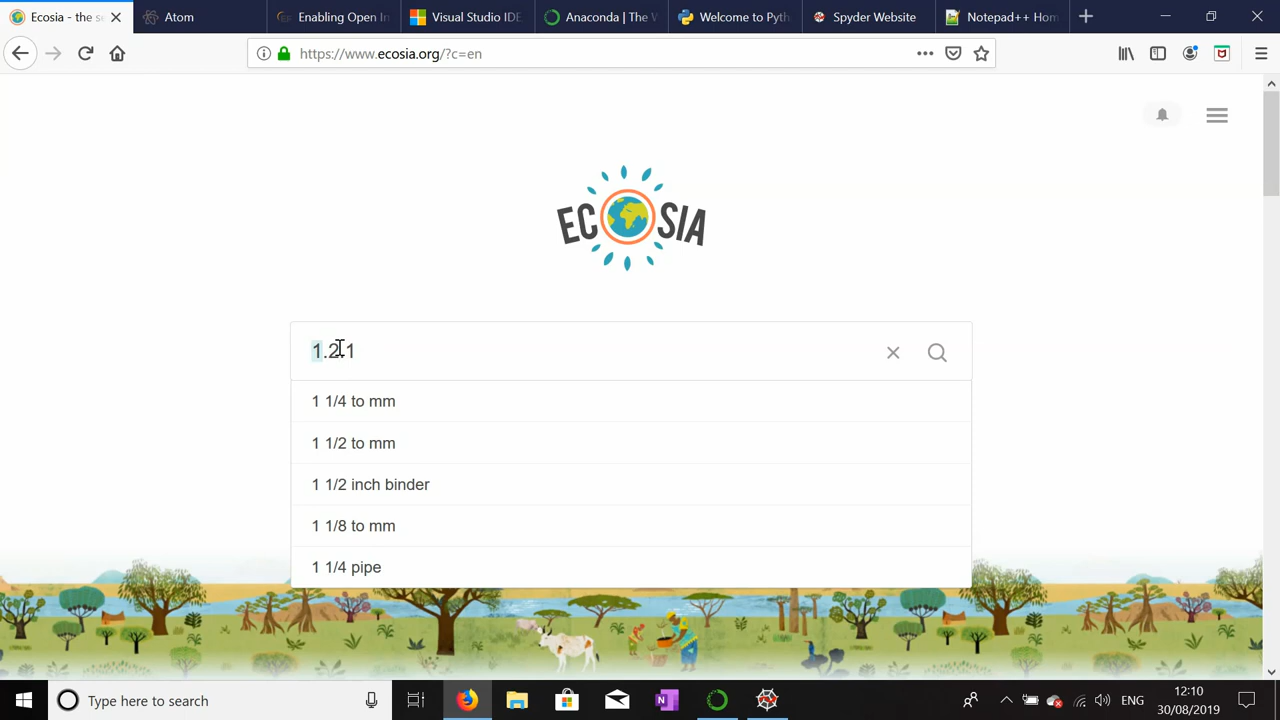 Ecosia - the s
Atom
Enabling Open In
Visual Studio IDE
Anaconda | The W
Welcome to Pyth
Spyder Website
Notepad++ Hom
https://www.ecosia.org/?c=en
ECOSIA
1.2.1
1 1/4 to mm
1 1/2 to mm
1 1/2 inch binder
1 1/8 to mm
1 1/4 pipe
Type here to search
ENG
12:10
30/08/2019